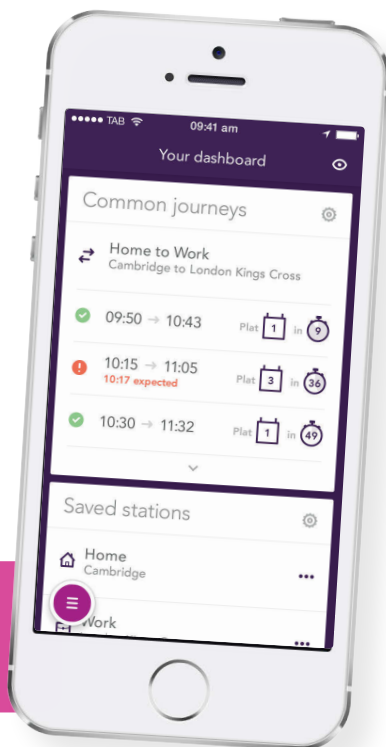 TAB
09:41 am
Your dashboard
Common journeys
Home to Work
Cambridge to London Kings Cross
09:50 → 10:43 Plat 1 in 9
10:15 → 11:05 Plat 3 in 36
10:17 expected
10:30 → 11:32 Plat 1 in 49
Saved stations
Home
Cambridge
Work